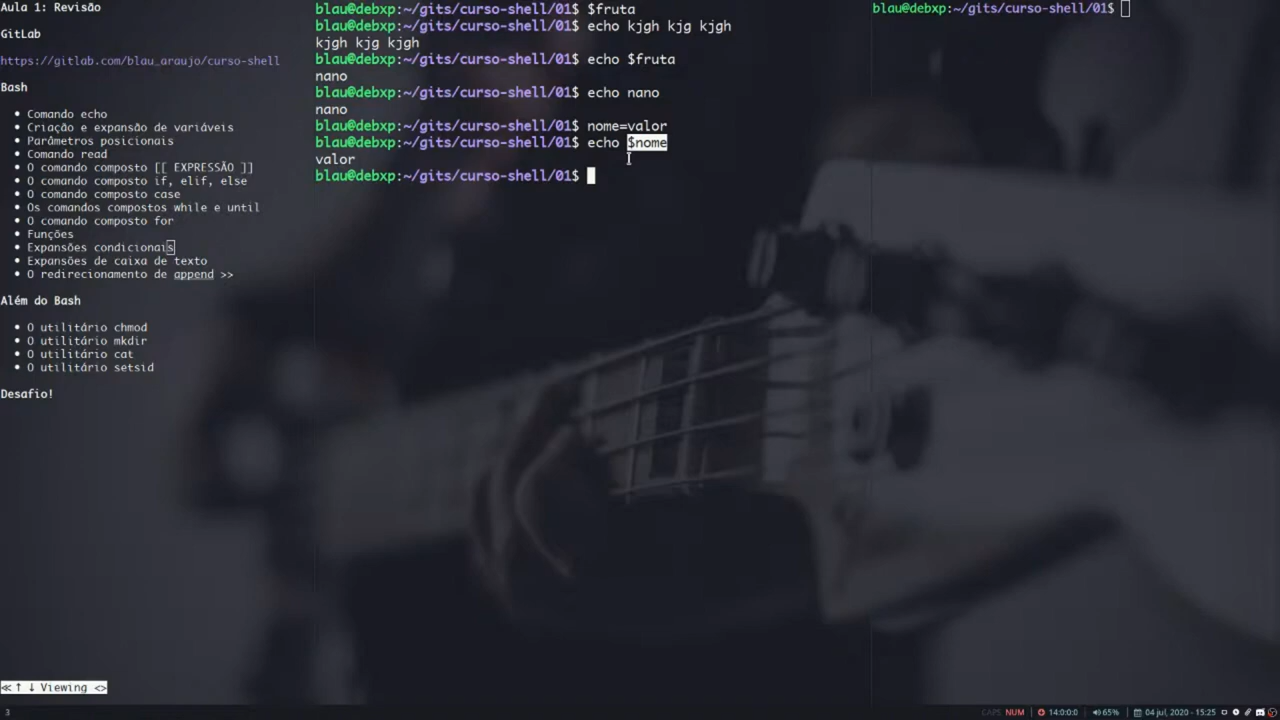 Aula 1: Revisão
GitLab
https://gitlab.com/blau_araujo/curso-shell
Bash
• Comando echo
• Criação e expansão de variáveis
• Parâmetros posicionais
• Comando read
• O comando composto [[ EXPRESSÃO ]]
• O comando composto if, elif, else
• O comando composto case
• Os comandos compostos while e until
• O comando composto for
• Funções
• Expansões condicionais
• Expansões de caixa de texto
• O redirecionamento de append >>
Além do Bash
• O utilitário chmod
• O utilitário mkdir
• O utilitário cat
• O utilitário setsid
Desafio!
≪↑ ↓ Viewing <>
blau@debxp:~/gits/curso-shell/01$ $fruta
blau@debxp:~/gits/curso-shell/01$ echo kjgh kjg kjgh
kjgh kjg kjgh
blau@debxp:~/gits/curso-shell/01$ echo $fruta
nano
blau@debxp:~/gits/curso-shell/01$ echo nano
nano
blau@debxp:~/gits/curso-shell/01$ nome=valor
blau@debxp:~/gits/curso-shell/01$ echo $nome
valor
blau@debxp:~/gits/curso-shell/01$
blau@debxp:~/gits/curso-shell/01$
3
CAPS NUM | 14:0:0:0 | 65% | 04 jul, 2020 - 15:25